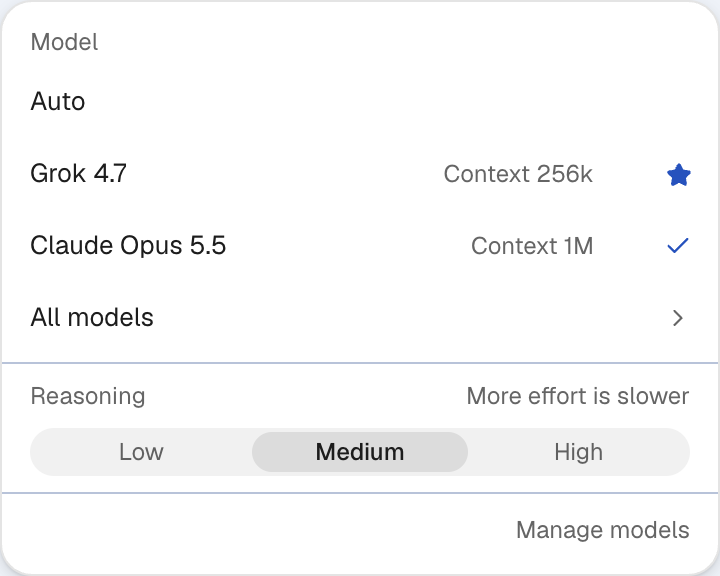 Model
Auto
Grok 4.7 Context 256k
Claude Opus 5.5 Context 1M
All models
Reasoning More effort is slower
Low Medium High
Manage models